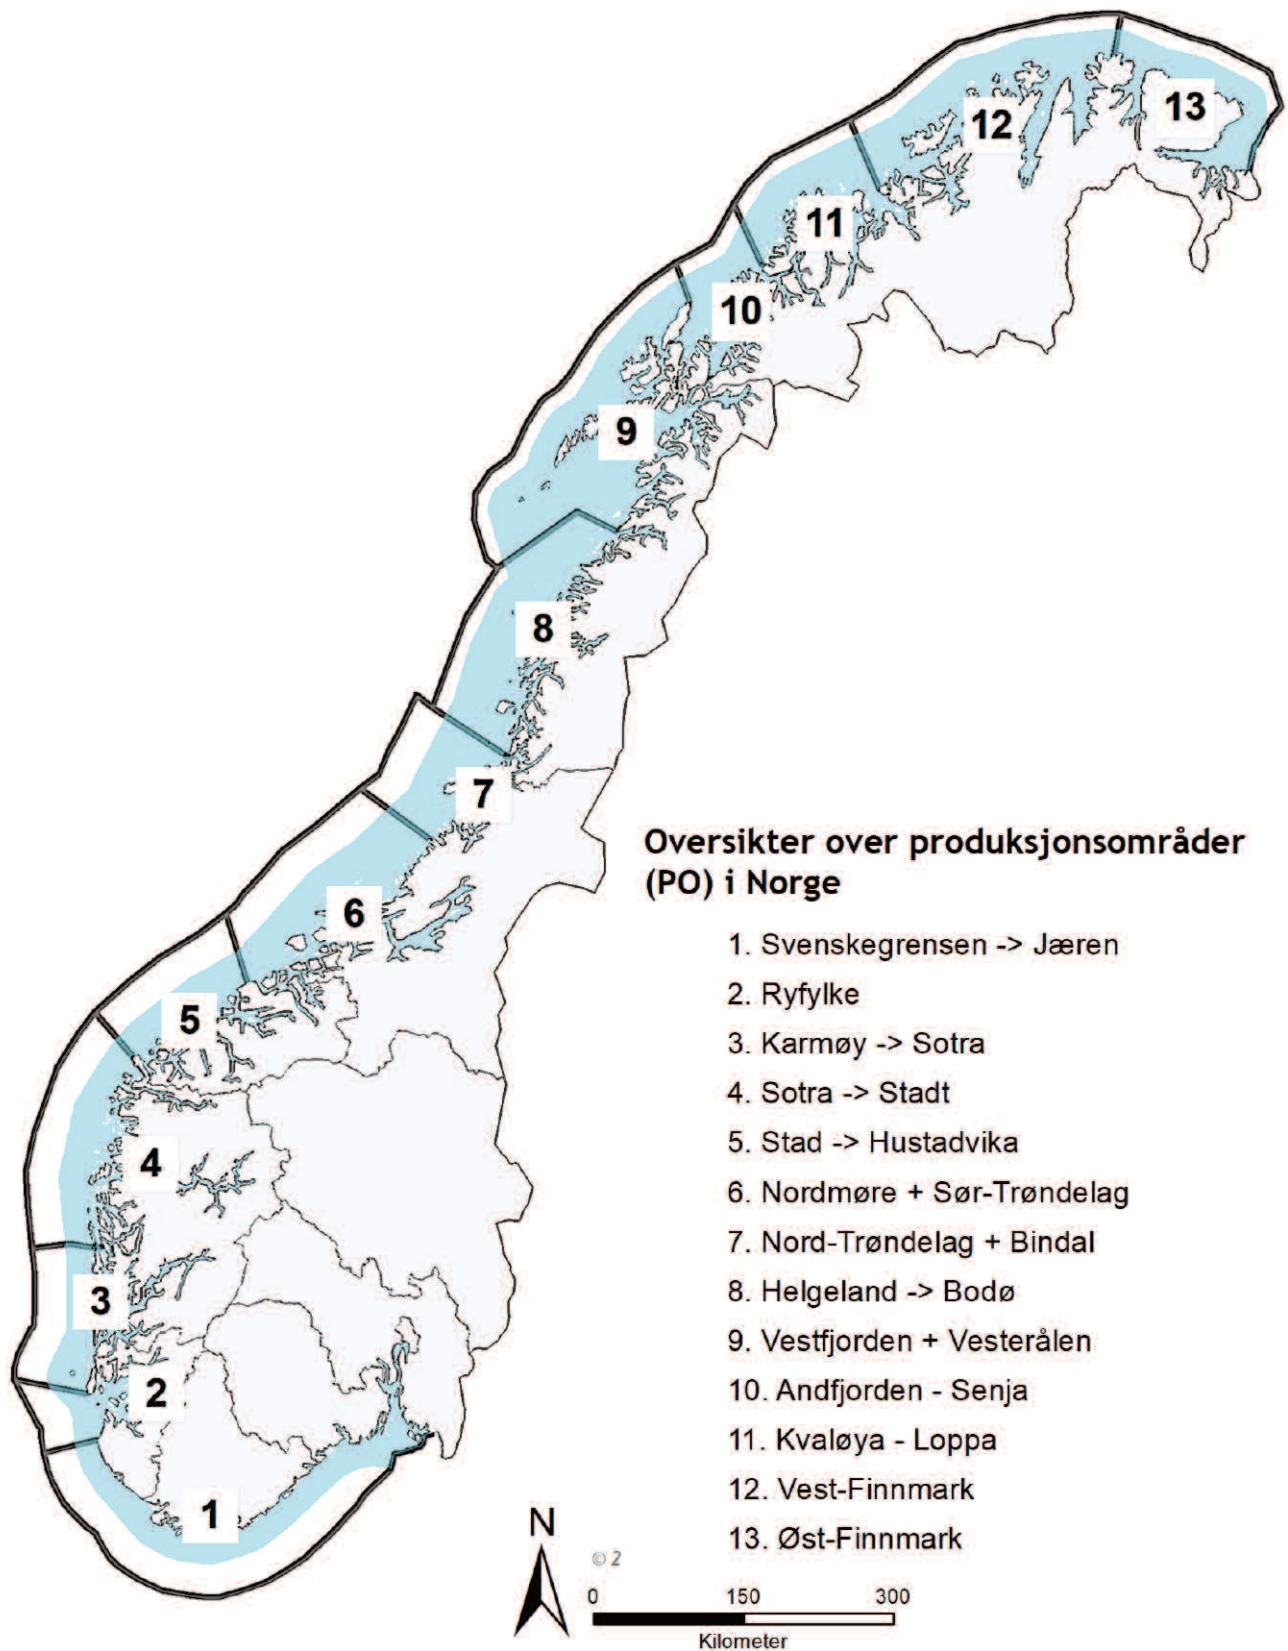 13
12
11
10
9
8
7
Oversikter over produksjonsområder
(PO) i Norge
6
1. Svenskegrensen -> Jæren
2. Ryfylke
5
3. Karmøy -> Sotra
4. Sotra -> Stadt
5. Stad -> Hustadvika
4
6. Nordmøre + Sør-Trøndelag
7. Nord-Trøndelag + Bindal
3
8. Helgeland -> Bodø
9. Vestfjorden + Vesterålen
2
10. Andfjorden - Senja
11. Kvaløya - Loppa
12. Vest-Finnmark
1
13. Øst-Finnmark
N
© 2
0 150 300
Kilometer